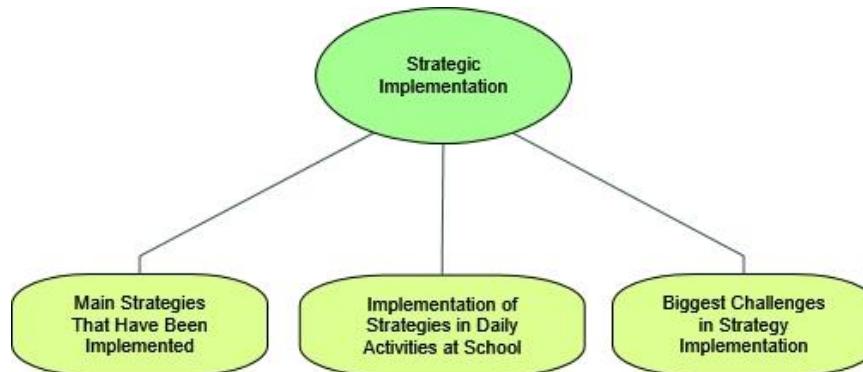 Strategic
Implementation
Main Strategies
That Have Been
Implemented
Implementation of
Strategies in Daily
Activities at School
Biggest Challenges
in Strategy
Implementation